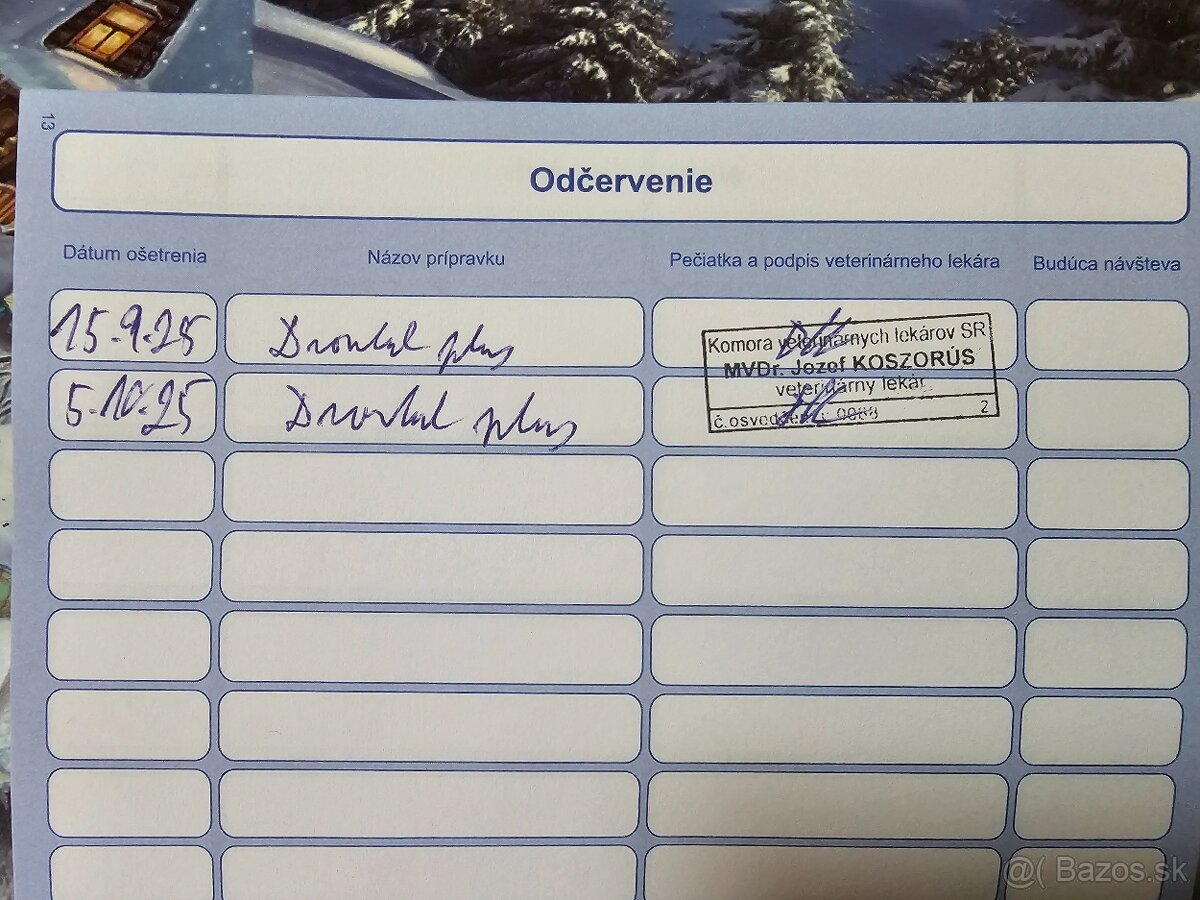 13
Odčervenie
Dátum ošetrenia Názov prípravku Pečiatka a podpis veterinárneho lekára Budúca návšteva
15.9.25 Drontal plus
Komora veterinárnych lekárov SR
MVDr. Jozef KOSZORÚS
veterinárny lekár
5.10.25 Drontal plus
č.osvedčenia: 0088 2
@( Bazos.sk